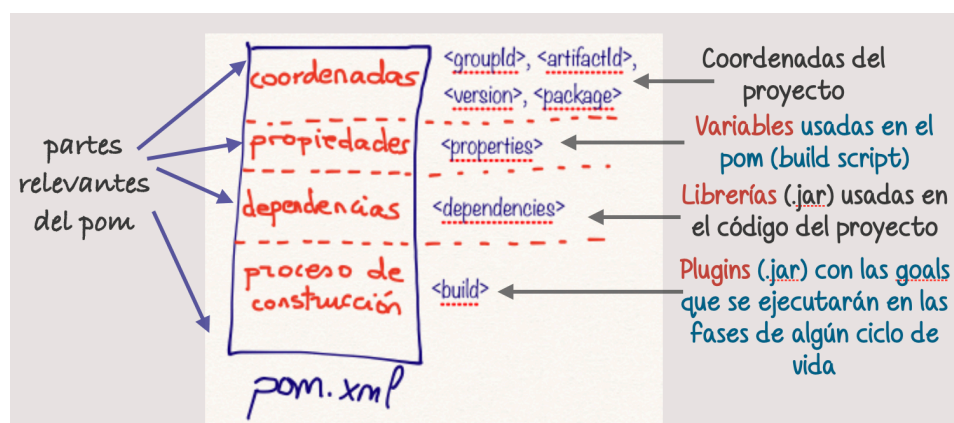 partes
relevantes
del pom
coordenadas
propiedades
dependencias
proceso de
construcción
pom.xml
<groupId>, <artifactId>,
<version>, <package>
<properties>
<dependencies>
<build>
Coordenadas del
proyecto
Variables usadas en el
pom (build script)
Librerías (.jar) usadas en
el código del proyecto
Plugins (.jar) con las goals
que se ejecutarán en las
fases de algún ciclo de
vida